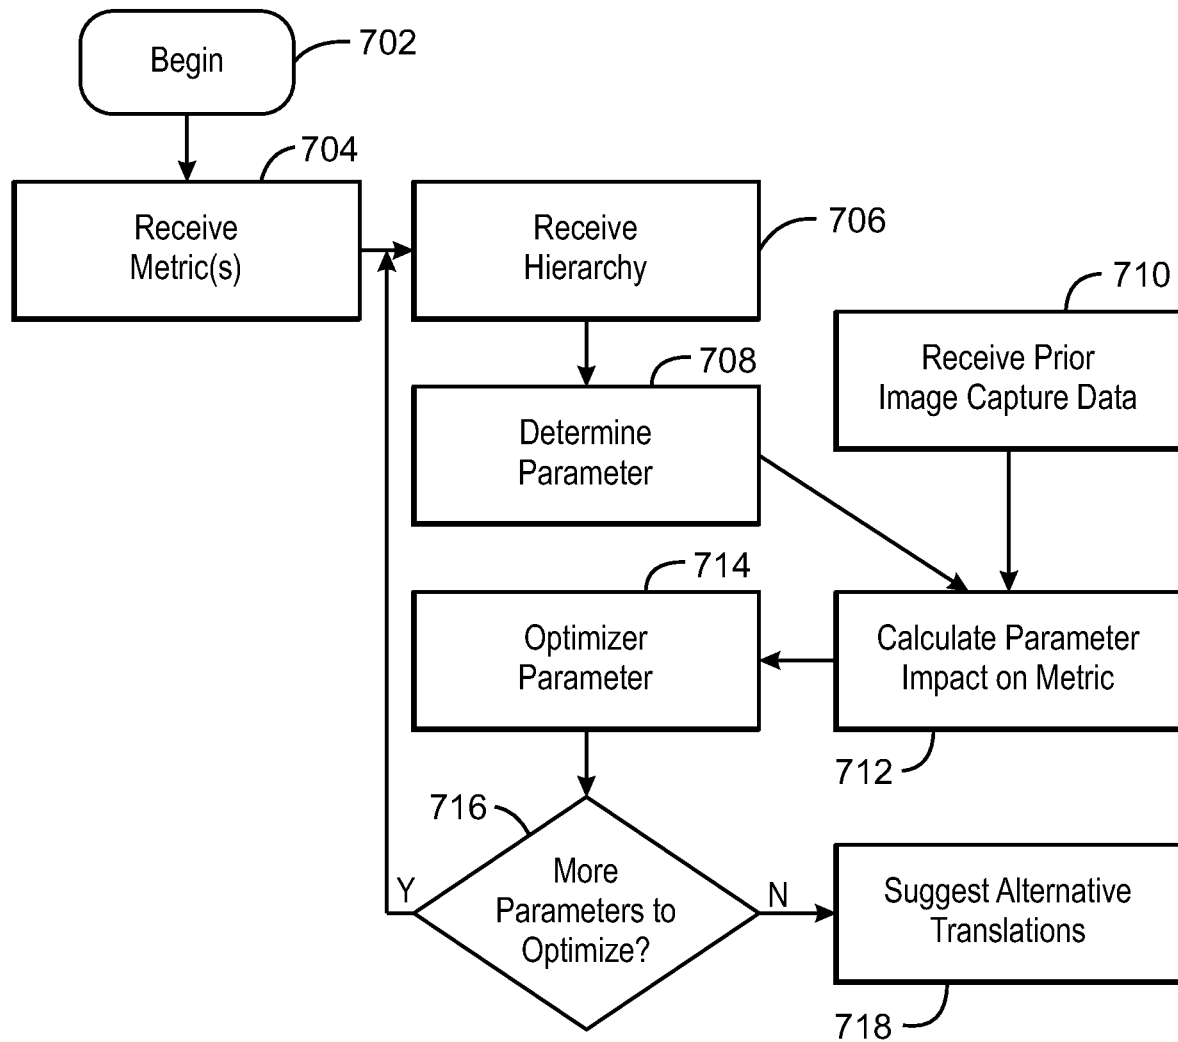 Begin
702
704
Receive
Metric(s)
Receive
Hierarchy
706
710
Receive Prior
Image Capture Data
708
Determine
Parameter
714
Optimizer
Parameter
Calculate Parameter
Impact on Metric
712
716
More
Parameters to
Optimize?
Y
N
Suggest Alternative
Translations
718